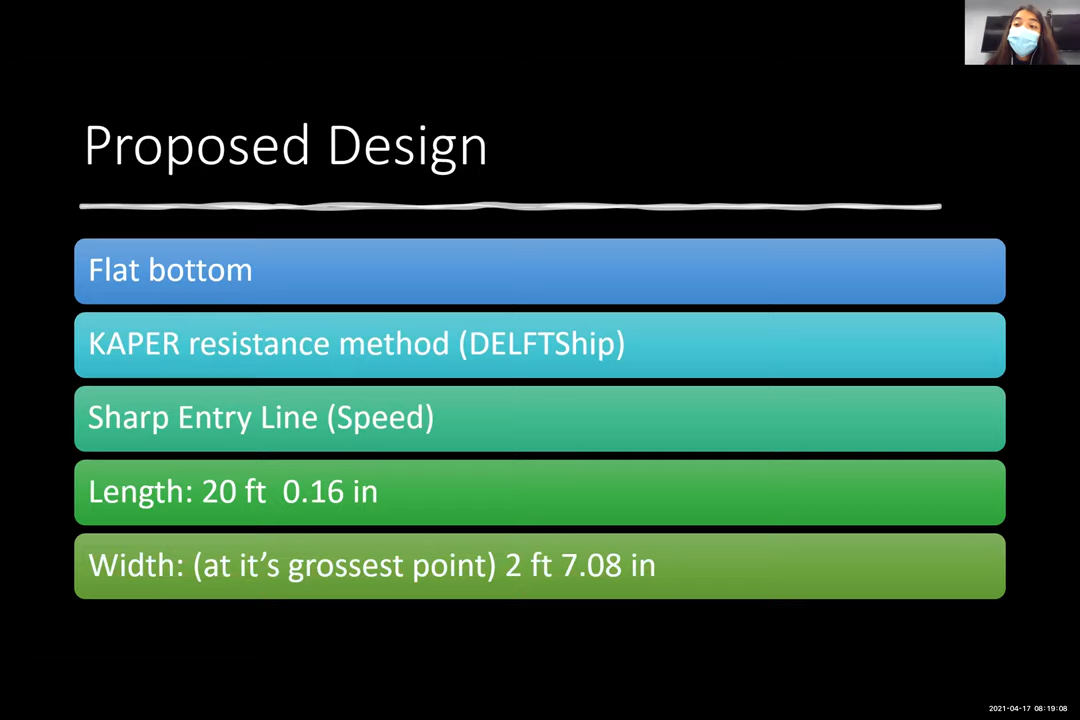 Proposed Design
Flat bottom
KAPER resistance method (DELFTShip)
Sharp Entry Line (Speed)
Length: 20 ft  0.16 in
Width: (at it’s grossest point) 2 ft 7.08 in
2021-04-17 08:19:08